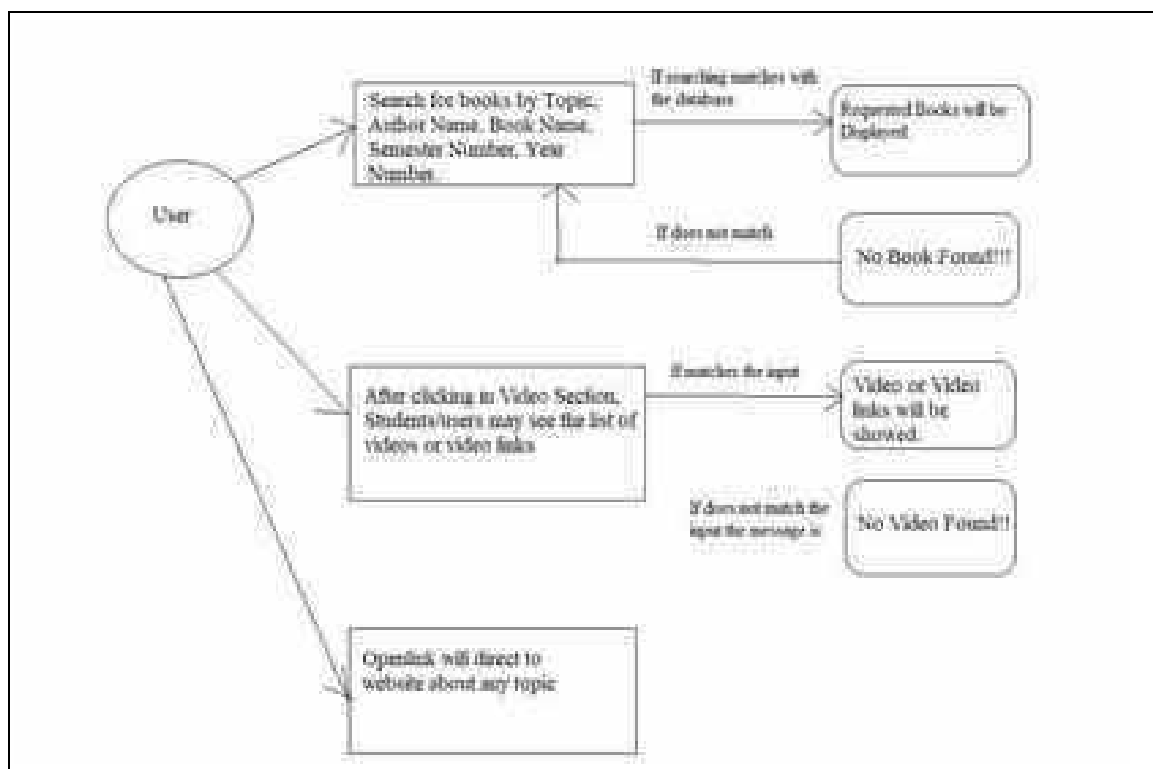 If searching matches with
the database
Search for books by Topic,
Author Name, Book Name,
Semester Number, Year
Number.
Requested Books will be
Displayed
User
If does not match
No Book Found!!!
If matches the input
After clicking in Video Section,
Students/users may see the list of
videos or video links
Video or Video
links will be
showed.
If does not match the
input the message is
No Video Found!!
Openlink will direct to
website about any topic